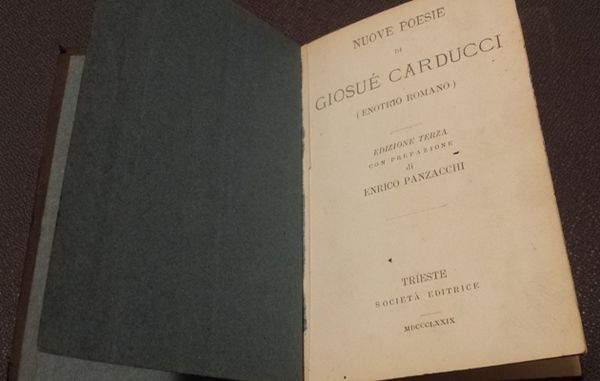 NUOVE POESIE
DI
GIOSUÉ CARDUCCI
(ENOTRIO ROMANO)
EDIZIONE TERZA
CON PREFAZIONE
di
ENRICO PANZACCHI
TRIESTE
SOCIETÀ EDITRICE
MDCCCLXXIX